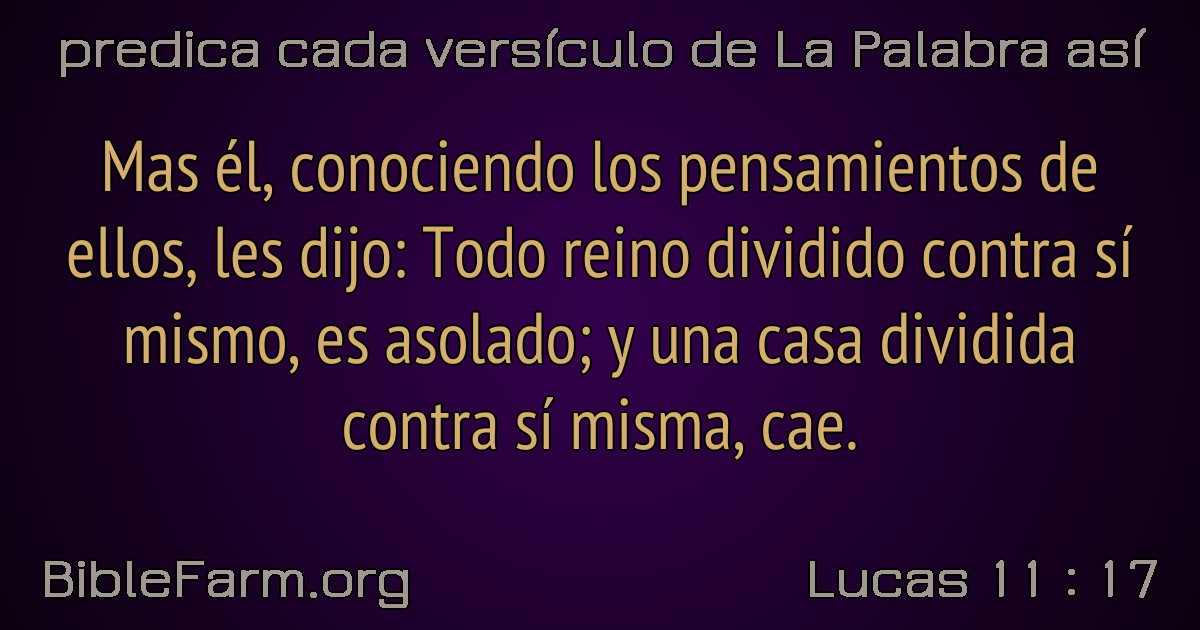 predica cada versículo de La Palabra así
Mas él, conociendo los pensamientos de
ellos, les dijo: Todo reino dividido contra sí
mismo, es asolado; y una casa dividida
contra sí misma, cae.
BibleFarm.org
Lucas 11 : 17